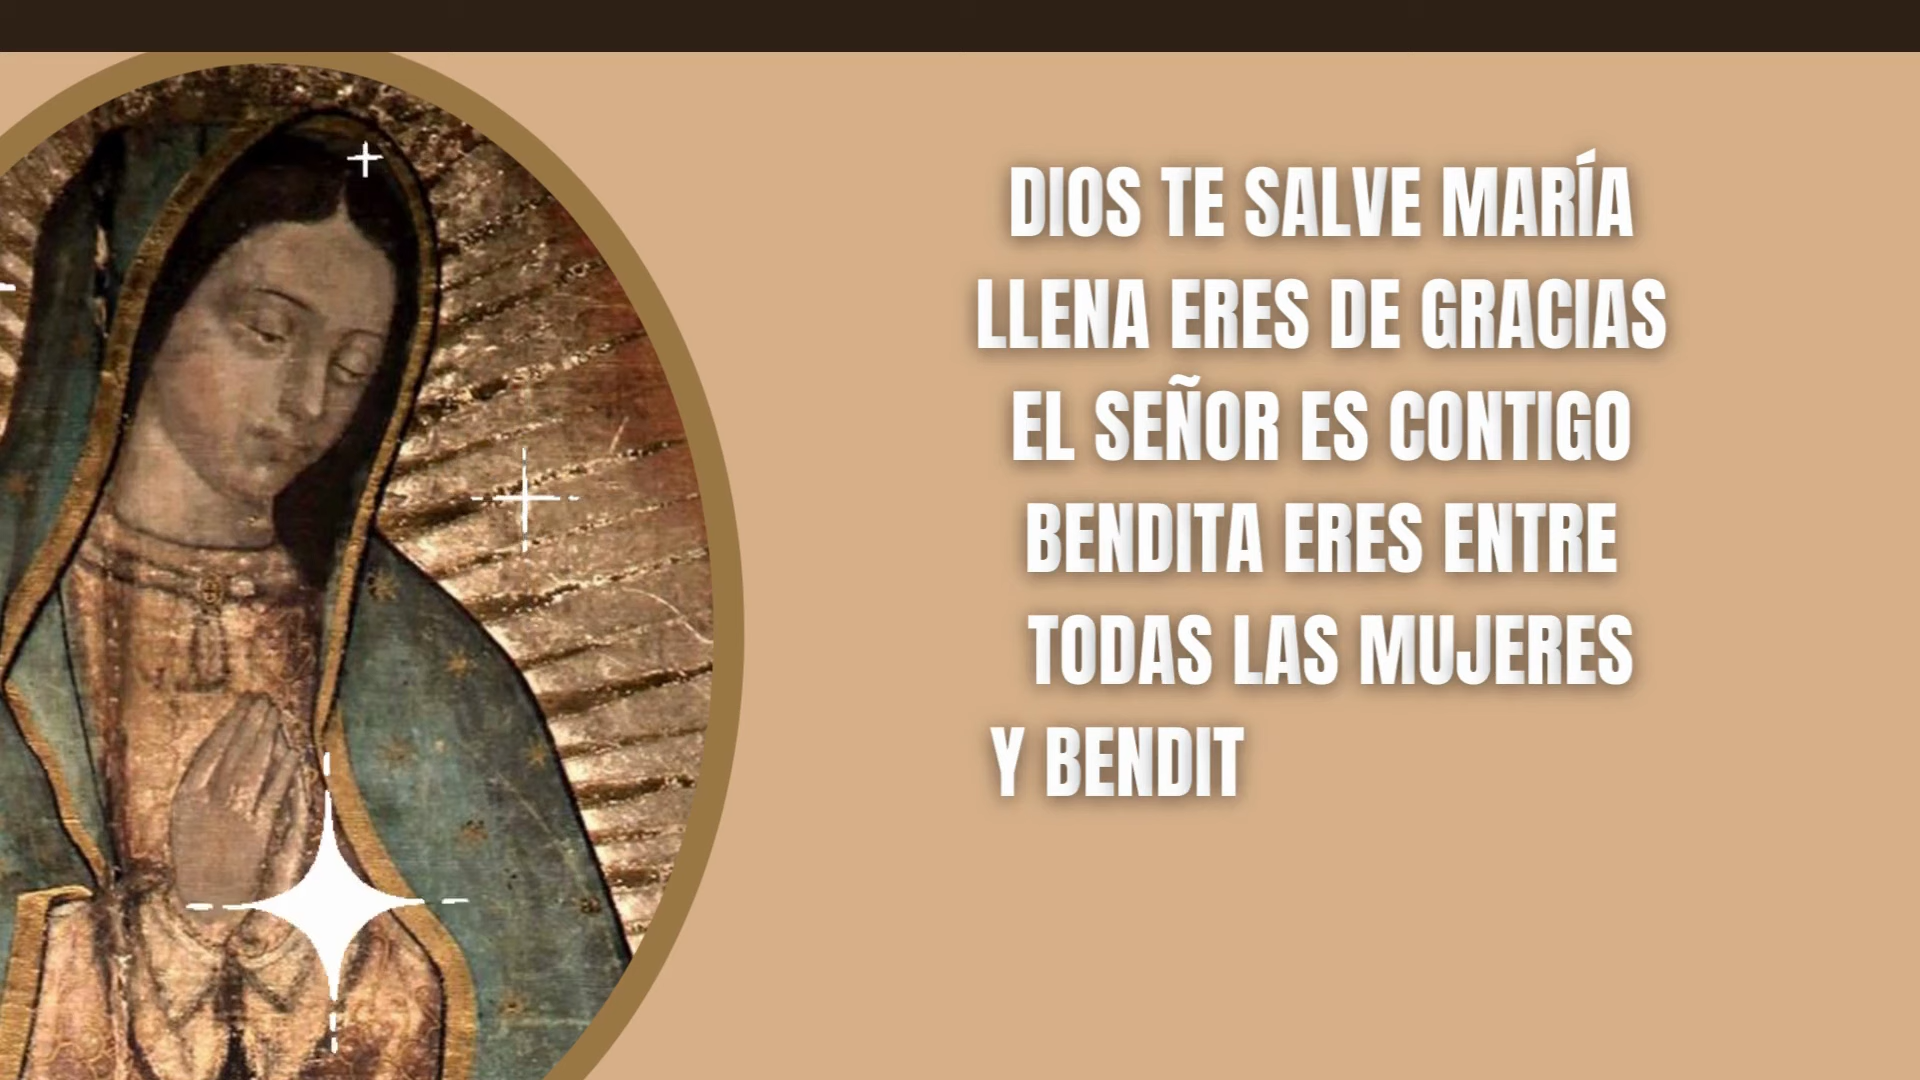 DIOS TE SALVE MARÍA
LLENA ERES DE GRACIAS
EL SEÑOR ES CONTIGO
BENDITA ERES ENTRE
TODAS LAS MUJERES
Y BENDIT